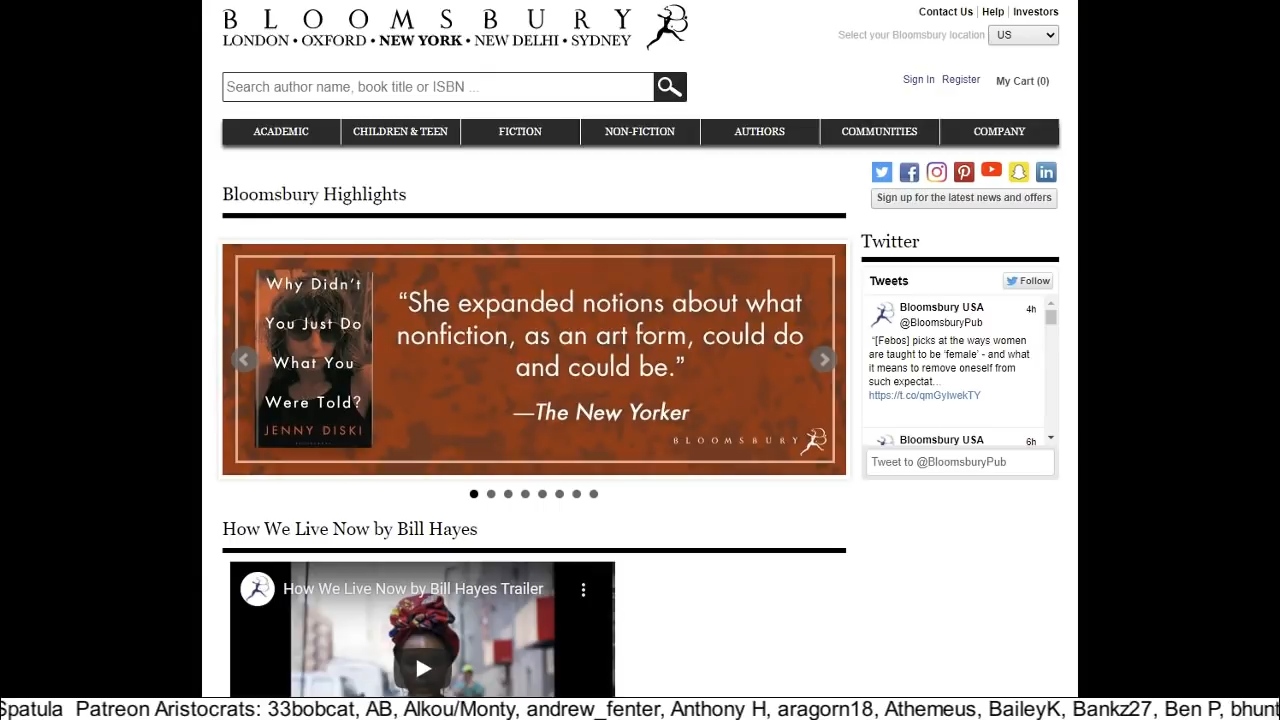 BLOOMSBURY
LONDON • OXFORD • NEW YORK • NEW DELHI • SYDNEY
Contact Us | Help | Investors
Select your Bloomsbury location US
Search author name, book title or ISBN ...
Sign In Register My Cart (0)
ACADEMIC CHILDREN & TEEN FICTION NON-FICTION AUTHORS COMMUNITIES COMPANY
Bloomsbury Highlights
Sign up for the latest news and offers
Why Didn't
You Just Do
What You
Were Told?
JENNY DISKI
“She expanded notions about what
nonfiction, as an art form, could do
and could be.”
—The New Yorker
BLOOMSBURY
Twitter
Tweets Follow
Bloomsbury USA 4h
@BloomsburyPub
“[Febos] picks at the ways women
are taught to be ‘female’ - and what
it means to remove oneself from
such expectat…
https://t.co/qmGyIwekTY
Bloomsbury USA 6h
Tweet to @BloomsburyPub
How We Live Now by Bill Hayes
How We Live Now by Bill Hayes Trailer
Spatula Patreon Aristocrats: 33bobcat, AB, Alkou/Monty, andrew_fenter, Anthony H, aragorn18, Athemeus, BaileyK, Bankz27, Ben P, bhunt